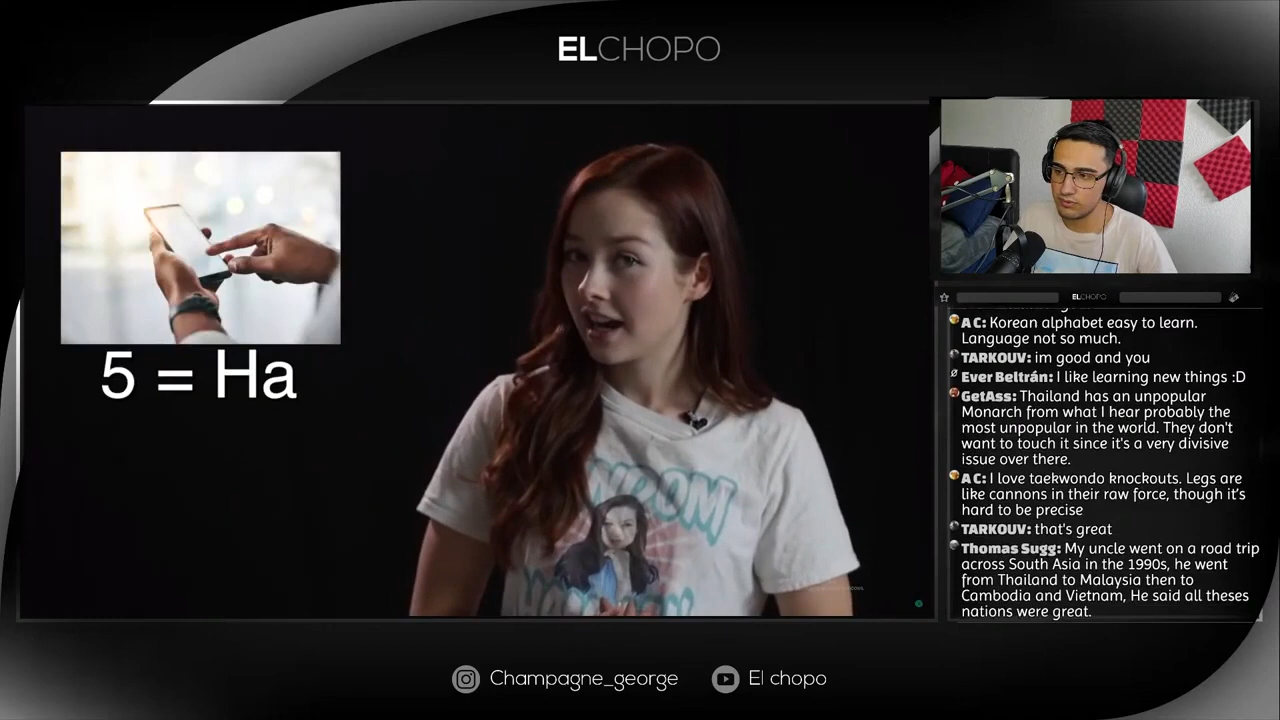 ELCHOPO
5 = Ha
ELCHOPO
A C: Korean alphabet easy to learn.
Language not so much.
TARKOUV: im good and you
Ever Beltrán: I like learning new things :D
GetAss: Thailand has an unpopular
Monarch from what I hear probably the
most unpopular in the world. They don't
want to touch it since it's a very divisive
issue over there.
A C: I love taekwondo knockouts. Legs are
like cannons in their raw force, though it's
hard to be precise
TARKOUV: that's great
Thomas Sugg: My uncle went on a road trip
across South Asia in the 1990s, he went
from Thailand to Malaysia then to
Cambodia and Vietnam, He said all theses
nations were great.
Champagne_george
El chopo